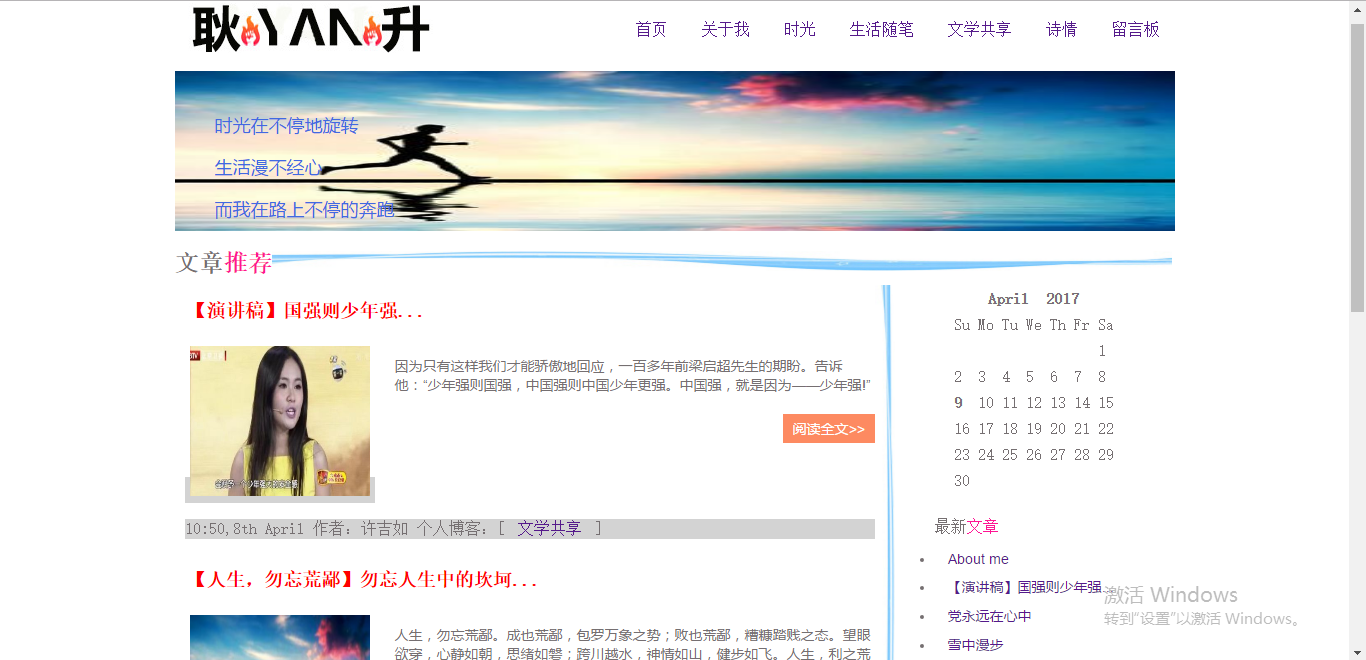 耿YAN升
首页 关于我 时光 生活随笔 文学共享 诗情 留言板
时光在不停地旋转
生活漫不经心
而我在路上不停的奔跑
文章推荐
【演讲稿】国强则少年强...
因为只有这样我们才能骄傲地回应，一百多年前梁启超先生的期盼。告诉
他：“少年强则国强，中国强则中国少年更强。中国强，就是因为——少年强!”
阅读全文>>
10:50,8th April 作者：许吉如 个人博客：[ 文学共享 ]
【人生，勿忘荒鄙】勿忘人生中的坎坷...
人生，勿忘荒鄙。成也荒鄙，包罗万象之势；败也荒鄙，糟糠踏贱之态。望眼
欲穿，心静如朝，思绪如磐；跨川越水，神情如山，健步如飞。人生，利之荒
April 2017
Su Mo Tu We Th Fr Sa
1
2 3 4 5 6 7 8
9 10 11 12 13 14 15
16 17 18 19 20 21 22
23 24 25 26 27 28 29
30
最新文章
About me
【演讲稿】国强则少年强...
党永远在心中
雪中漫步
激活 Windows
转到“设置”以激活 Windows。